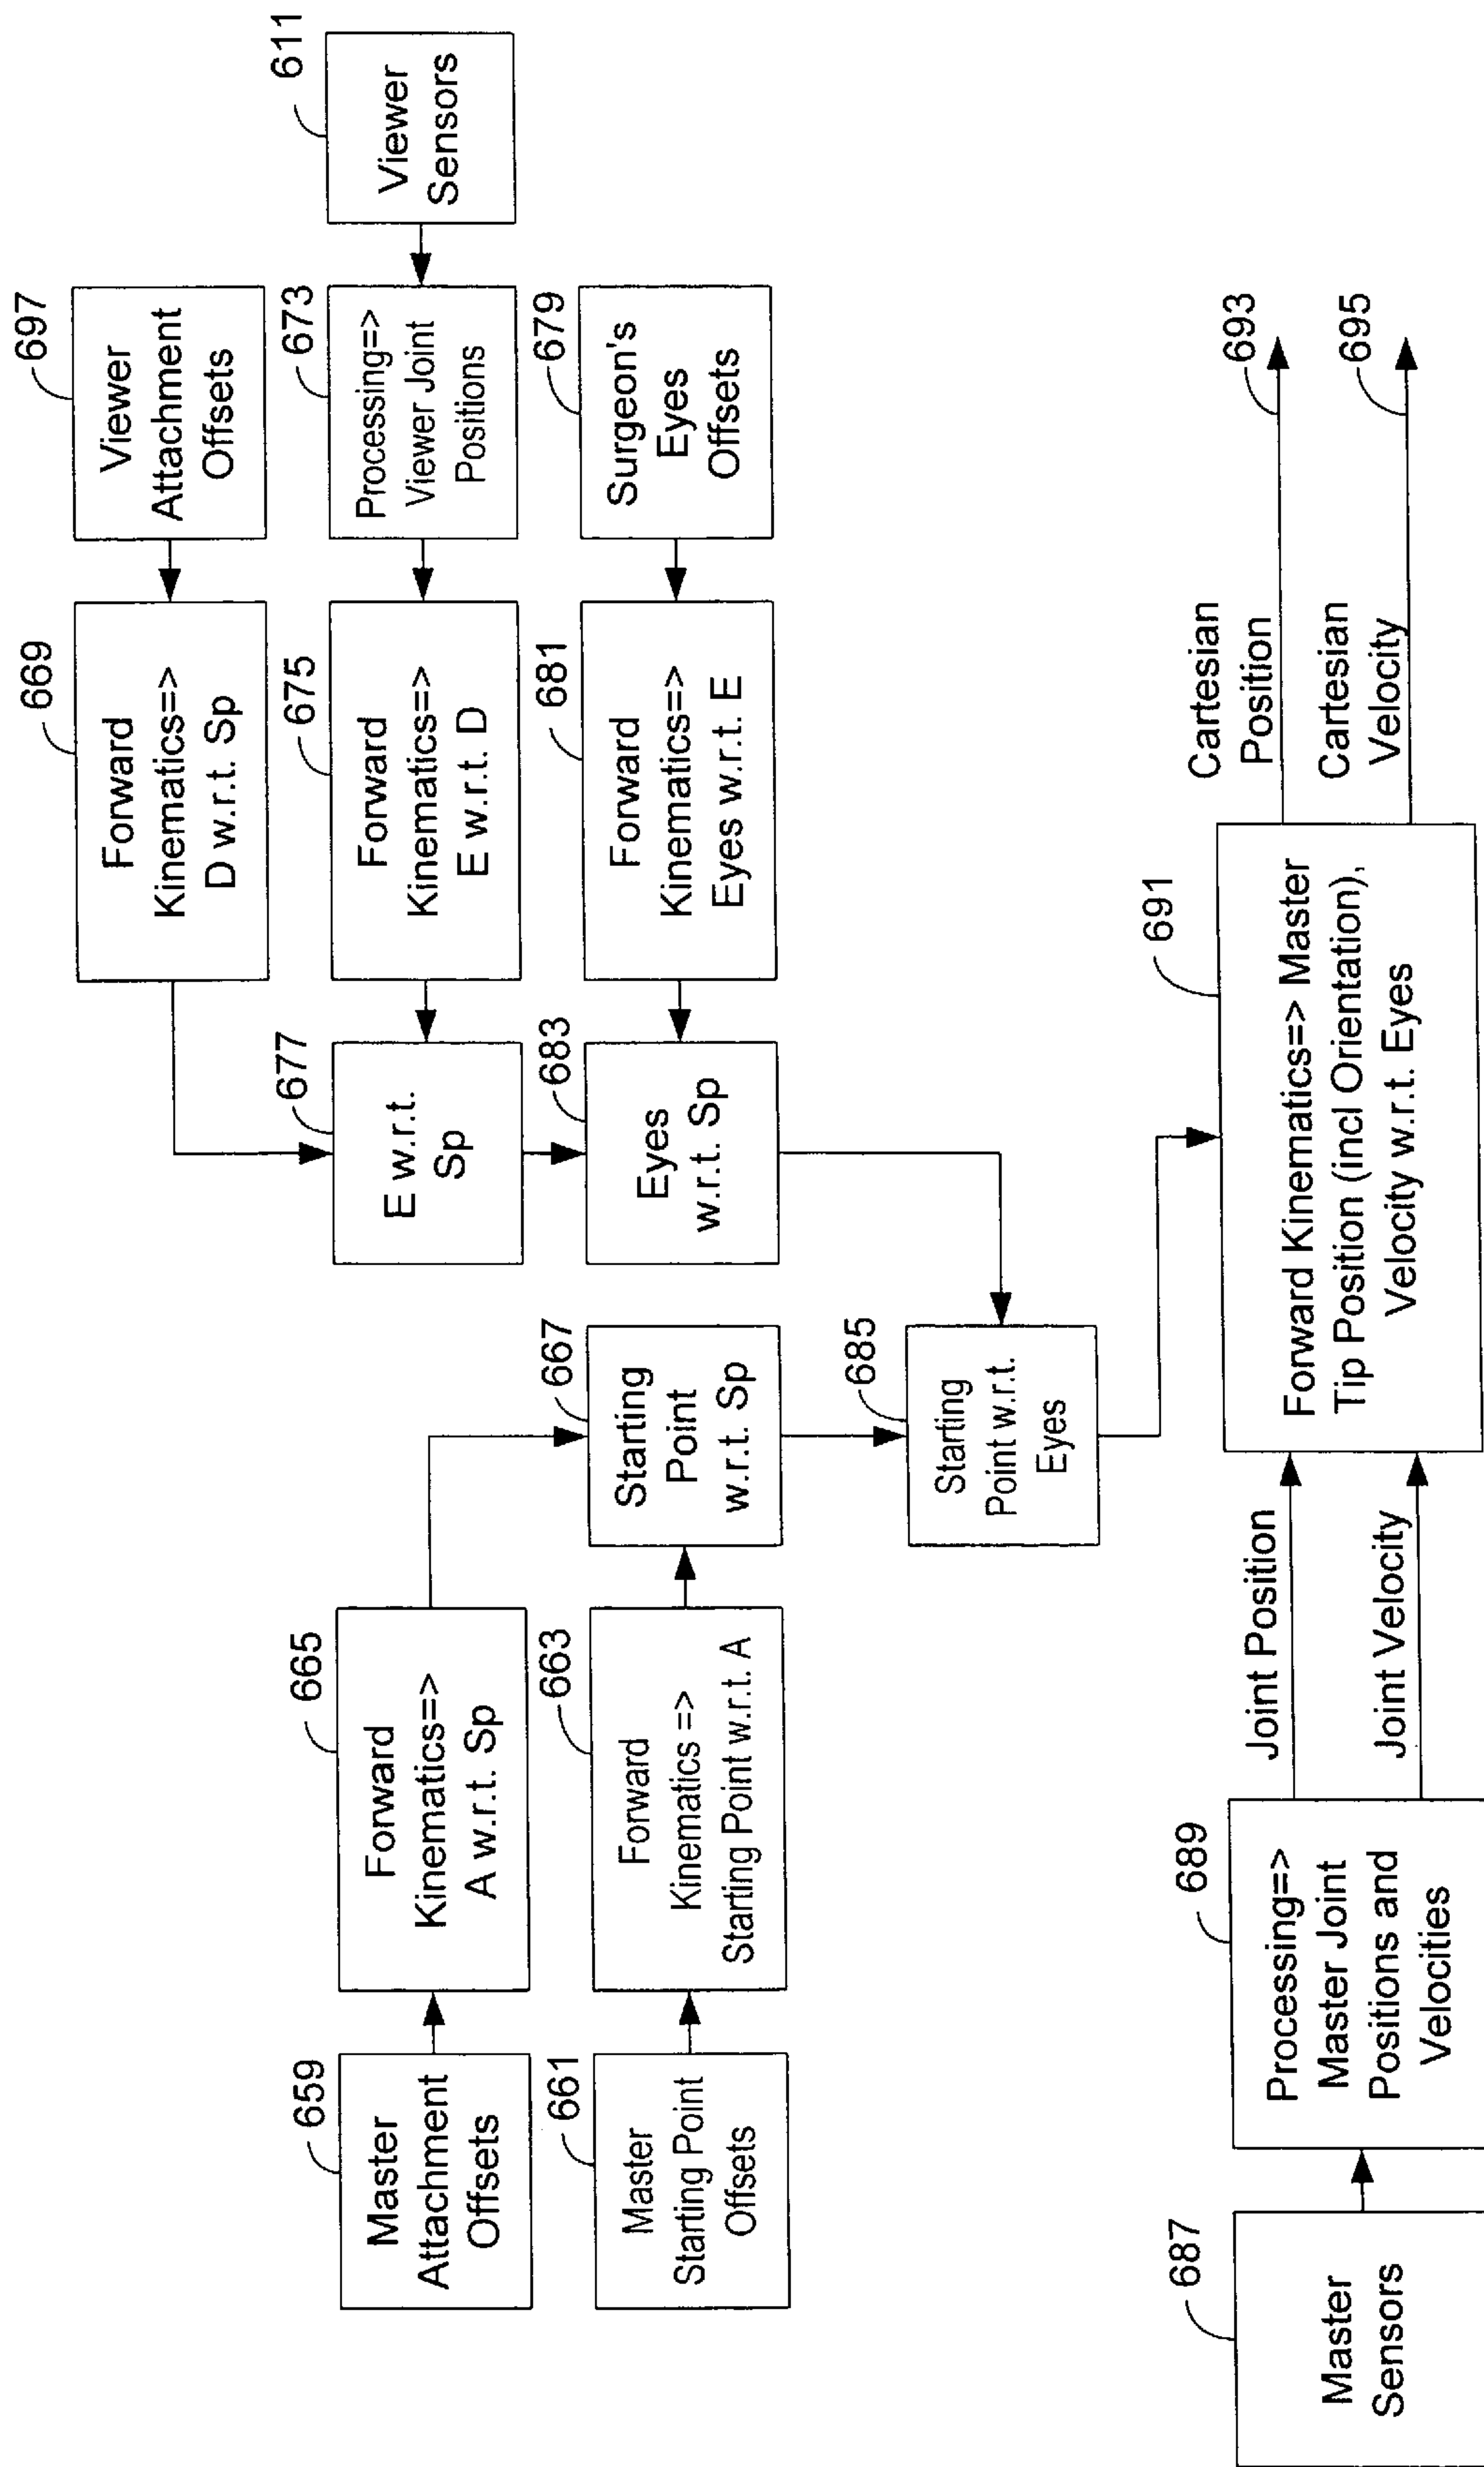 611
Viewer
Sensors
697
Viewer
Attachment
Offsets
673
Processing=>
Viewer Joint
Positions
679
Surgeon's
Eyes
Offsets
669
Forward
Kinematics=>
D w.r.t. Sp
675
Forward
Kinematics=>
E w.r.t. D
681
Forward
Kinematics=>
Eyes w.r.t. E
677
E w.r.t.
Sp
683
Eyes
w.r.t. Sp
659
Master
Attachment
Offsets
665
Forward
Kinematics=>
A w.r.t. Sp
661
Master
Starting Point
Offsets
663
Forward
Kinematics =>
Starting Point w.r.t. A
667
Starting
Point
w.r.t. Sp
685
Starting
Point w.r.t.
Eyes
687
Master
Sensors
689
Processing=>
Master Joint
Positions and
Velocities
Joint Position
Joint Velocity
691
Forward Kinematics=> Master
Tip Position (incl Orientation),
Velocity w.r.t. Eyes
Cartesian
Position
693
Cartesian
Velocity
695